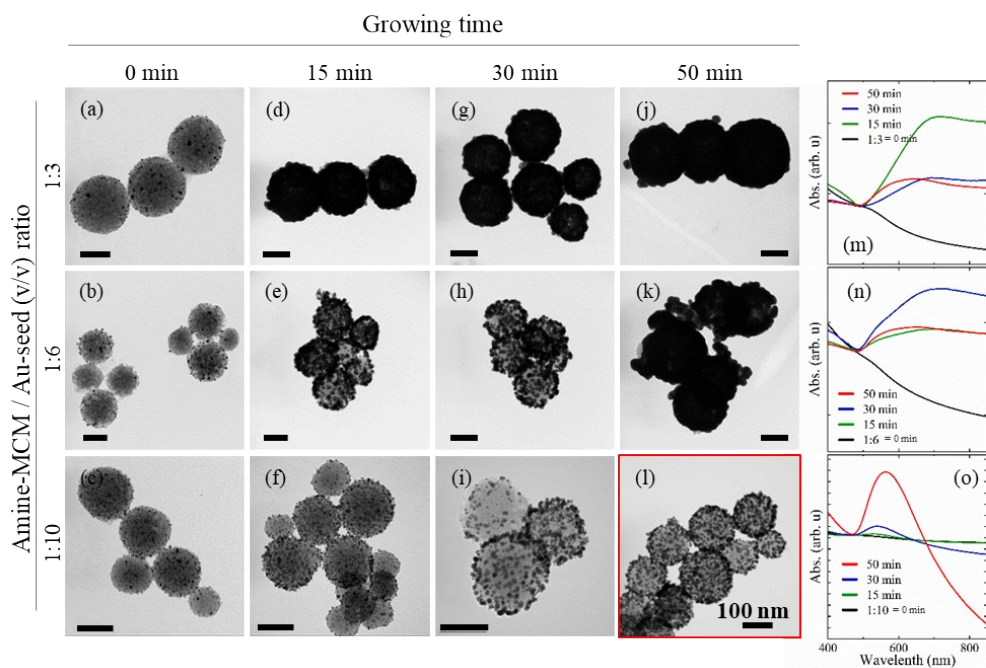 Growing time
0 min 15 min 30 min 50 min
Amine-MCM / Au-seed (v/v) ratio
1:3
(a) (d) (g) (j)
1:6
(b) (e) (h) (k)
1:10
(c) (f) (i) (l)
100 nm
Abs. (arb. u)
50 min
30 min
15 min
1:3 = 0 min
(m)
Abs. (arb. u)
(n)
50 min
30 min
15 min
1:6 = 0 min
Abs. (arb. u)
(o)
50 min
30 min
15 min
1:10 = 0 min
400 600 800
Wavelenth (nm)